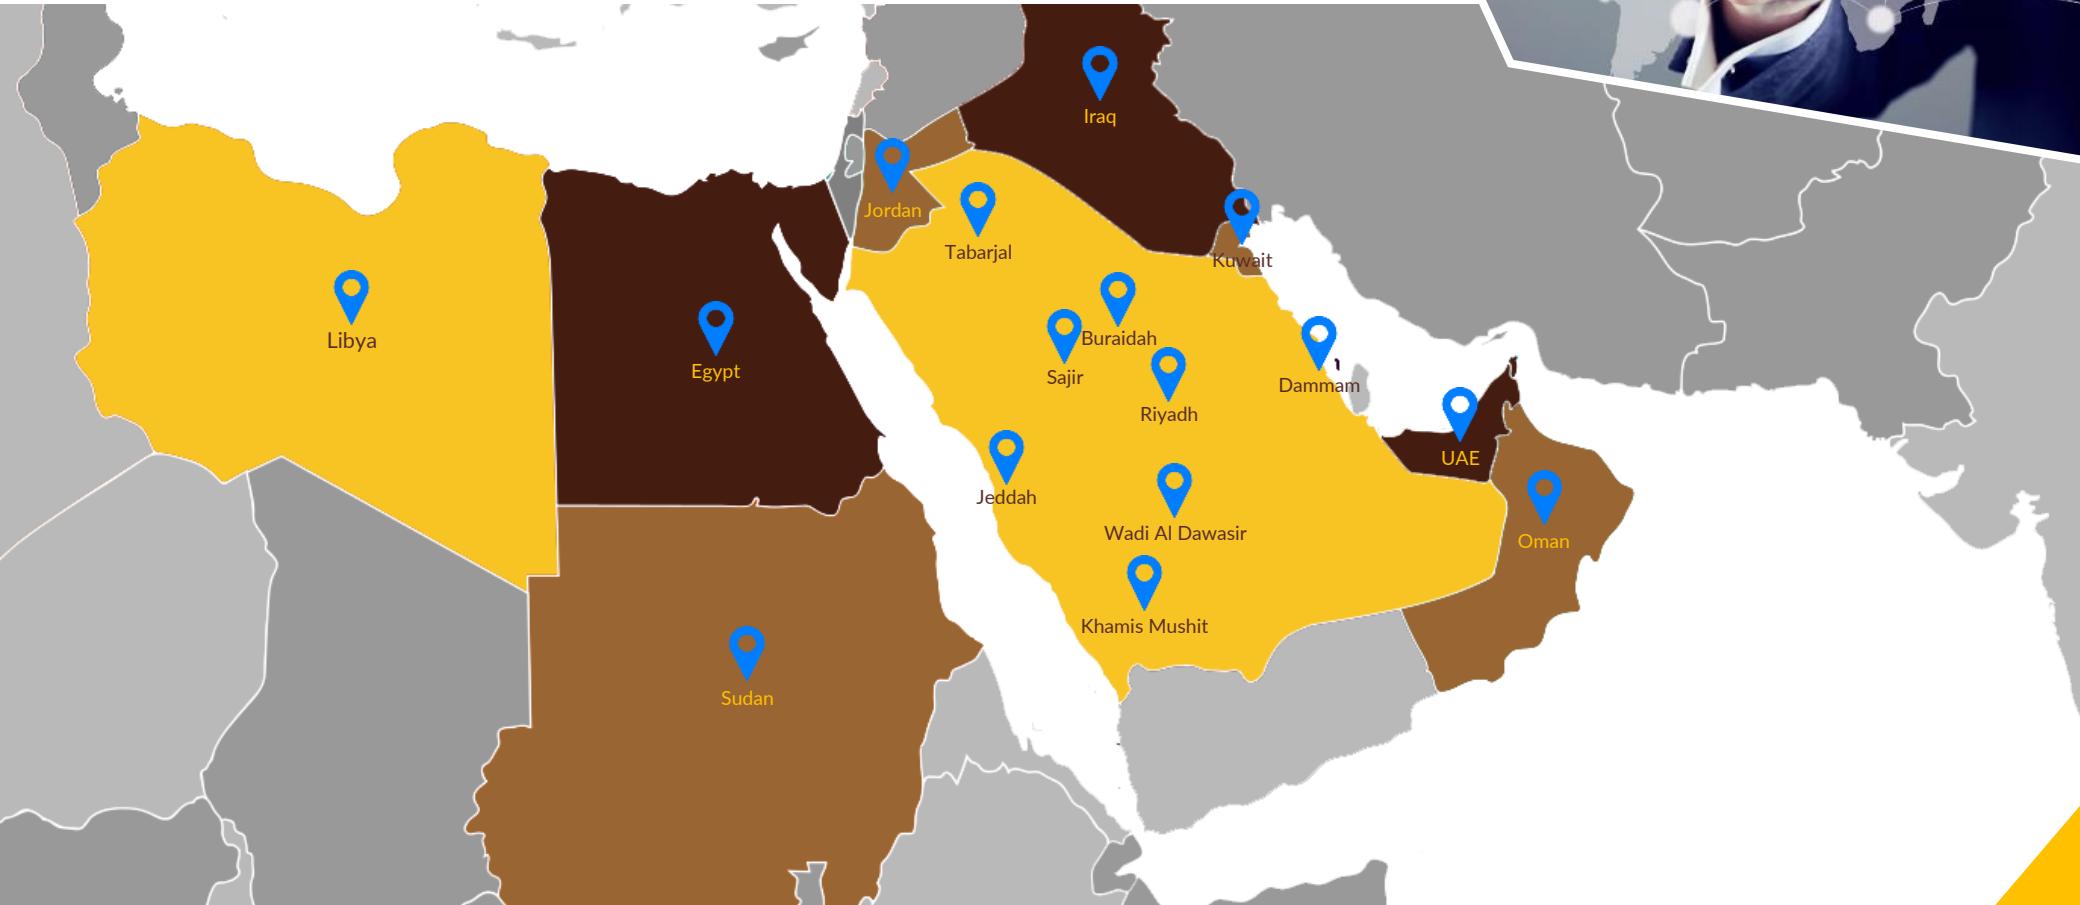 Iraq
Jordan
Tabarjal
Kuwait
Libya
Buraidah
Egypt
Sajir
Dammam
Riyadh
UAE
Jeddah
Wadi Al Dawasir
Oman
Khamis Mushit
Sudan